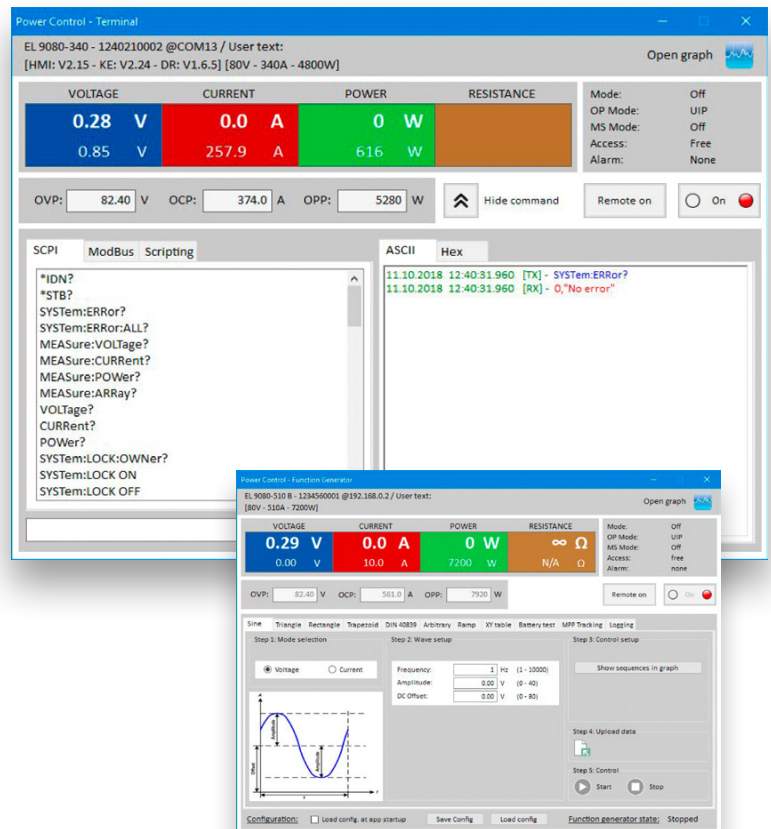 Power Control - Terminal
EL 9080-340 - 1240210002 @COM13 / User text:
[HMI: V2.15 - KE: V2.24 - DR: V1.6.5] [80V - 340A - 4800W]
Open graph
VOLTAGE CURRENT POWER RESISTANCE
0.28 V 0.0 A 0 W
0.85 V 257.9 A 616 W
Mode: Off
OP Mode: UIP
MS Mode: Off
Access: Free
Alarm: None
OVP: 82.40 V OCP: 374.0 A OPP: 5280 W Hide command Remote on On
SCPI ModBus Scripting
*IDN?
*STB?
SYSTem:ERRor?
SYSTem:ERRor:ALL?
MEASure:VOLTage?
MEASure:CURRent?
MEASure:POWer?
MEASure:ARRay?
VOLTage?
CURRent?
POWer?
SYSTem:LOCK:OWNer?
SYSTem:LOCK ON
SYSTem:LOCK OFF
ASCII Hex
11.10.2018 12:40:31.960 [TX] - SYSTem:ERRor?
11.10.2018 12:40:31.960 [RX] - 0,"No error"
Power Control - Function Generator
EL 9080-510 B - 1234560001 @192.168.0.2 / User text:
[80V - 510A - 7200W]
Open graph
VOLTAGE CURRENT POWER RESISTANCE
0.29 V 0.0 A 0 W ∞ Ω
0.00 V 10.0 A 7200 W N/A Ω
Mode: Off
OP Mode: UIP
MS Mode: Off
Access: free
Alarm: none
OVP: 82.40 V OCP: 561.0 A OPP: 7920 W Remote on On
Sine Triangle Rectangle Trapezoid DIN 40839 Arbitrary Ramp XY table Battery test MPP Tracking Logging
Step 1: Mode selection
Voltage Current
Amplitude
Amplitude
Offset
A
t
t
Step 2: Wave setup
Frequency: 1 Hz (1 - 10000)
Amplitude: 0.00 V (0 - 40)
DC Offset: 0.00 V (0 - 80)
Step 3: Control setup
Show sequences in graph
Step 4: Upload data
Step 5: Control
Start Stop
Configuration: Load config. at app startup Save Config Load config Function generator state: Stopped